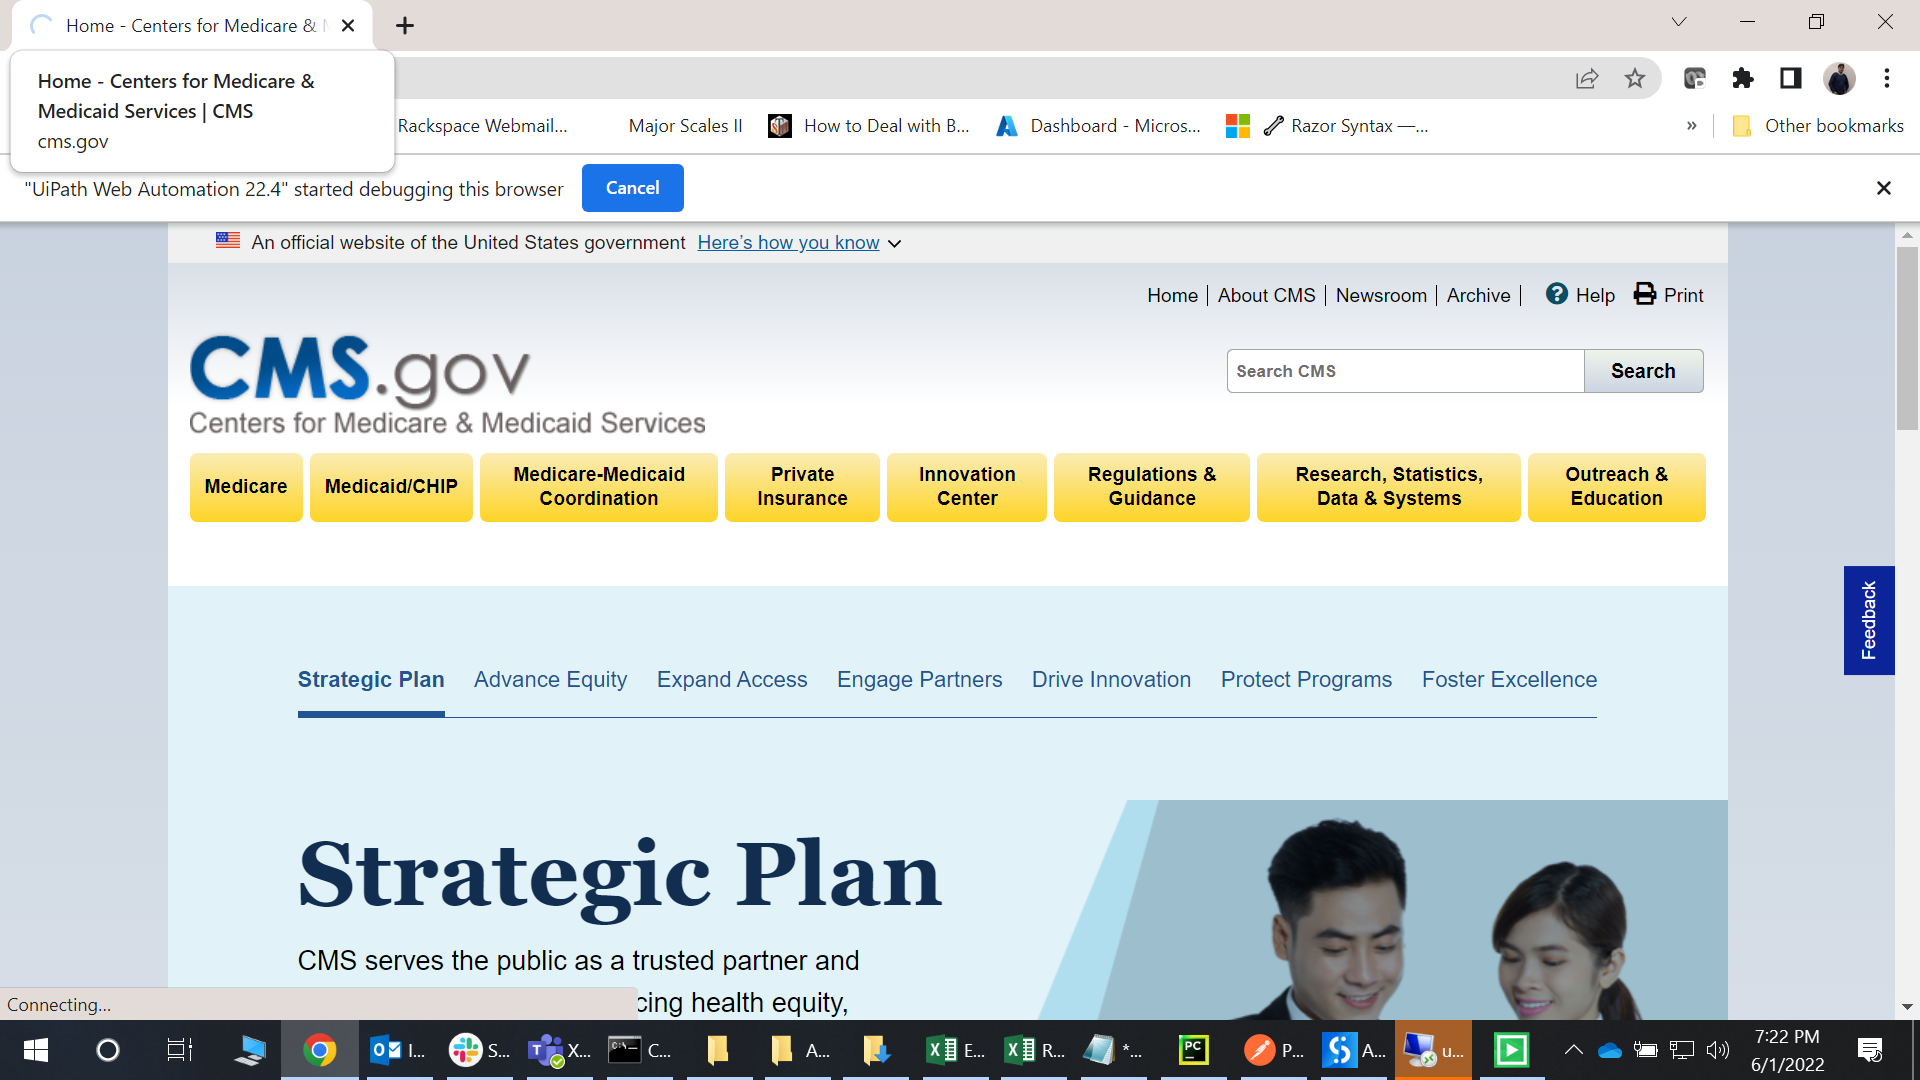 Home - Centers for Medicare &
Home - Centers for Medicare &
Medicaid Services | CMS
cms.gov
Rackspace Webmail...
Major Scales II
How to Deal with B...
Dashboard - Micros...
Razor Syntax —...
»
Other bookmarks
"UiPath Web Automation 22.4" started debugging this browser
Cancel
An official website of the United States government Here's how you know
Home | About CMS | Newsroom | Archive |
Help
Print
CMS.gov
Centers for Medicare & Medicaid Services
Search CMS
Search
Medicare
Medicaid/CHIP
Medicare-Medicaid
Coordination
Private
Insurance
Innovation
Center
Regulations &
Guidance
Research, Statistics,
Data & Systems
Outreach &
Education
Feedback
Strategic Plan
Advance Equity
Expand Access
Engage Partners
Drive Innovation
Protect Programs
Foster Excellence
Strategic Plan
CMS serves the public as a trusted partner and
cing health equity,
Connecting...
I...
S...
X...
C...
A...
E...
R...
*...
PC
P...
A...
u...
7:22 PM
6/1/2022